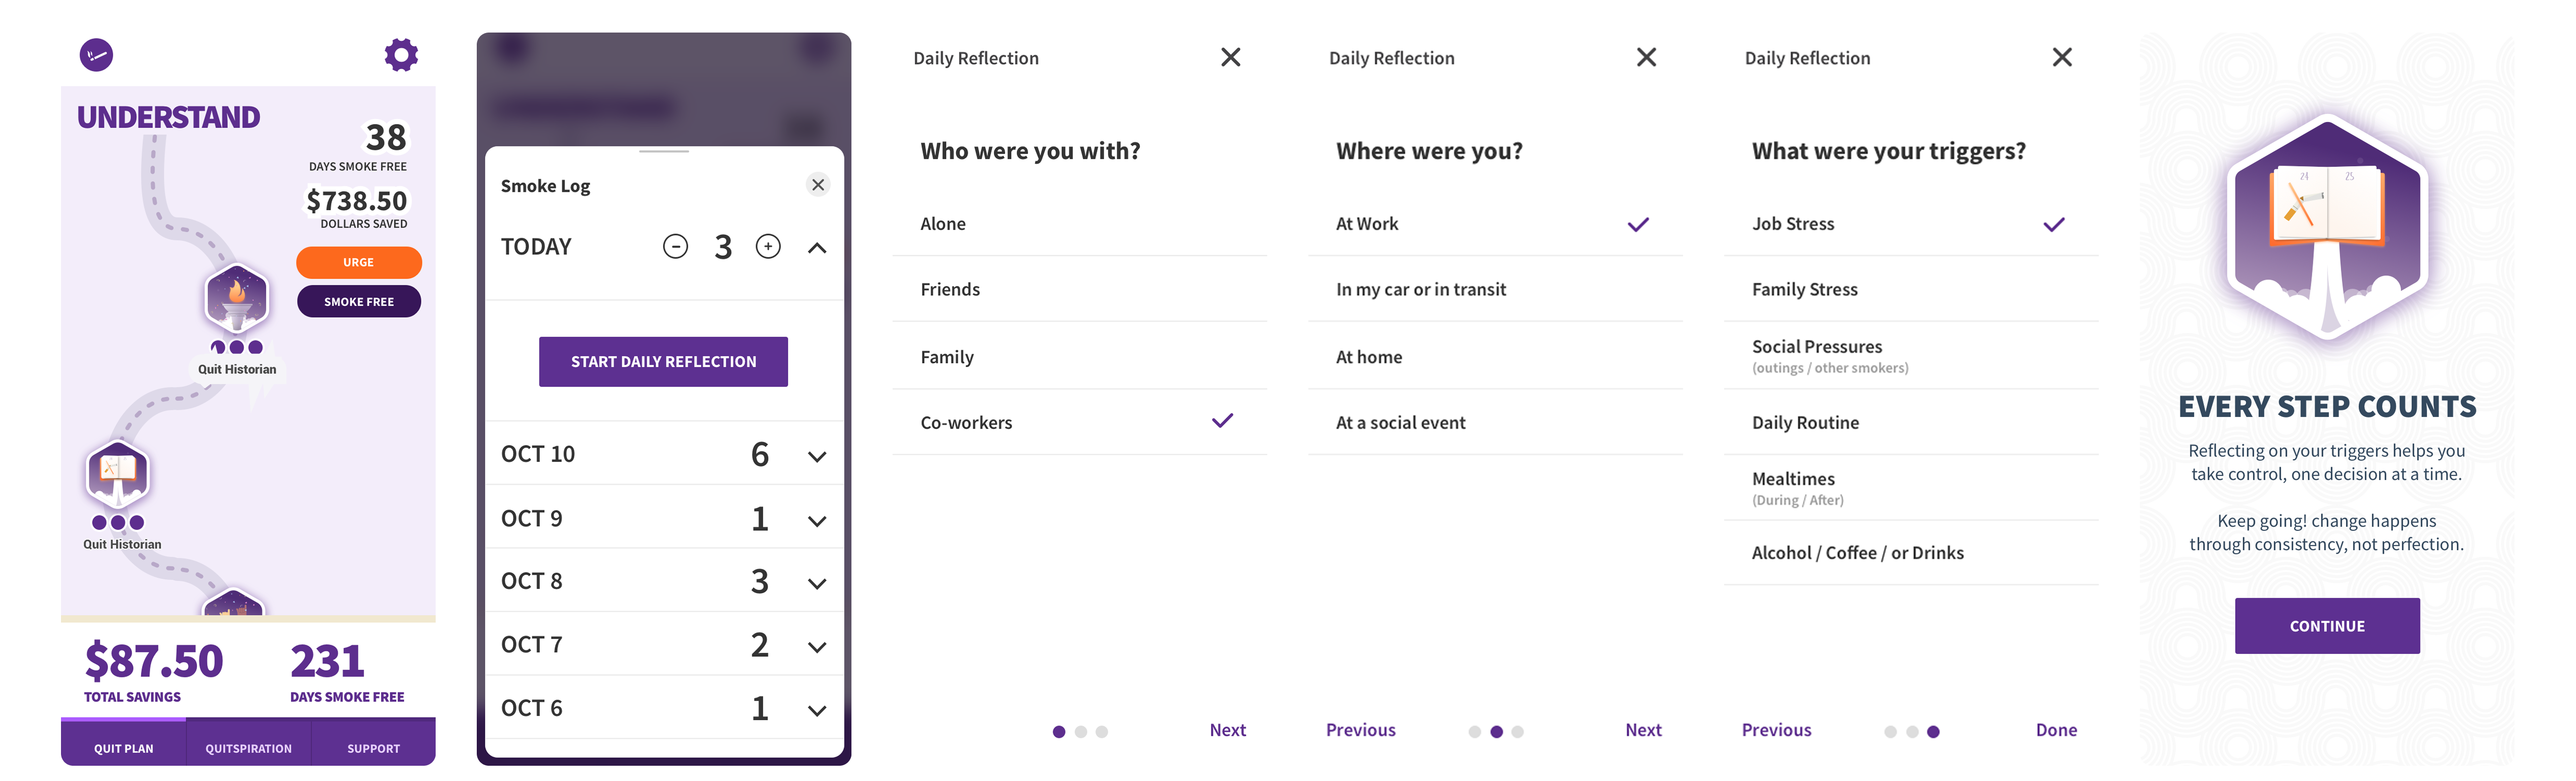 UNDERSTAND
38
DAYS SMOKE FREE
$738.50
DOLLARS SAVED
URGE
SMOKE FREE
Quit Historian
Quit Historian
$87.50
TOTAL SAVINGS
231
DAYS SMOKE FREE
QUIT PLAN
QUITSPIRATION
SUPPORT
Smoke Log
TODAY
3
START DAILY REFLECTION
OCT 10 6
OCT 9 1
OCT 8 3
OCT 7 2
OCT 6 1
Daily Reflection
Who were you with?
Alone
Friends
Family
Co-workers
Next
Daily Reflection
Where were you?
At Work
In my car or in transit
At home
At a social event
Previous
Next
Daily Reflection
What were your triggers?
Job Stress
Family Stress
Social Pressures
(outings / other smokers)
Daily Routine
Mealtimes
(During / After)
Alcohol / Coffee / or Drinks
Previous
Done
24 25
EVERY STEP COUNTS
Reflecting on your triggers helps you
take control, one decision at a time.
Keep going! change happens
through consistency, not perfection.
CONTINUE